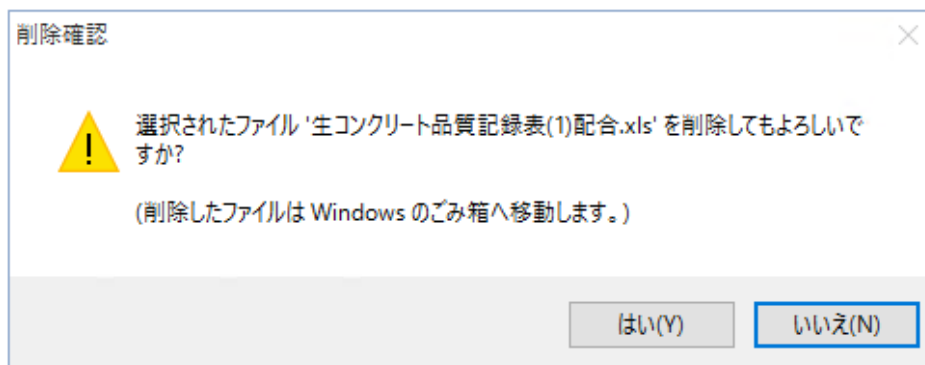 削除確認
選択されたファイル '生コンクリート品質記録表(1)配合.xls' を削除してもよろしいで
すか?
(削除したファイルは Windows のごみ箱へ移動します。)
はい(Y)
いいえ(N)